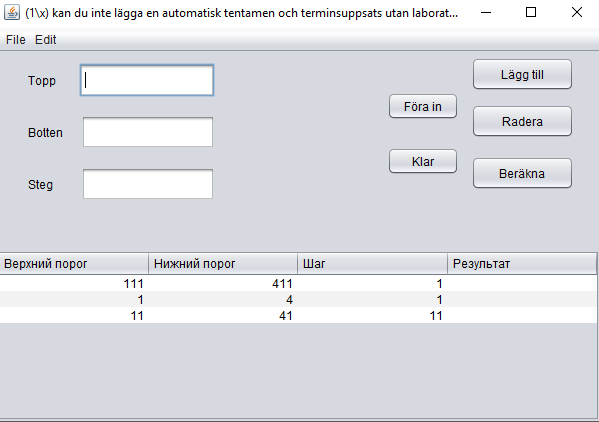 (1\x) kan du inte lägga en automatisk tentamen och terminsuppsats utan laborat...
File Edit
Topp
Botten
Steg
Föra in
Klar
Lägg till
Radera
Beräkna
Верхний порог Нижний порог Шаг Результат
111 411 1
1 4 1
11 41 11